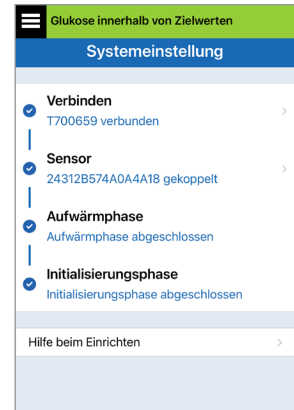 Glukose innerhalb von Zielwerten
Systemeinstellung
Verbinden
T700659 verbunden
Sensor
24312B574A0A4A18 gekoppelt
Aufwärmphase
Aufwärmphase abgeschlossen
Initialisierungsphase
Initialisierungsphase abgeschlossen
Hilfe beim Einrichten